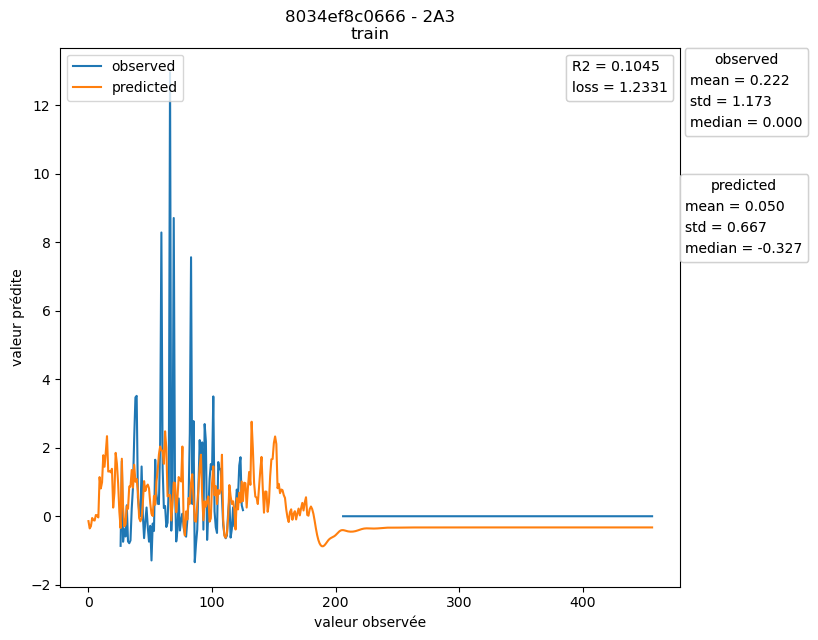 8034ef8c0666 - 2A3
train
observed
predicted
R2 = 0.1045
loss = 1.2331
observed
mean = 0.222
std = 1.173
median = 0.000
predicted
mean = 0.050
std = 0.667
median = -0.327
valeur prédite
12
10
8
6
4
2
0
−2
0
100
200
300
400
valeur observée